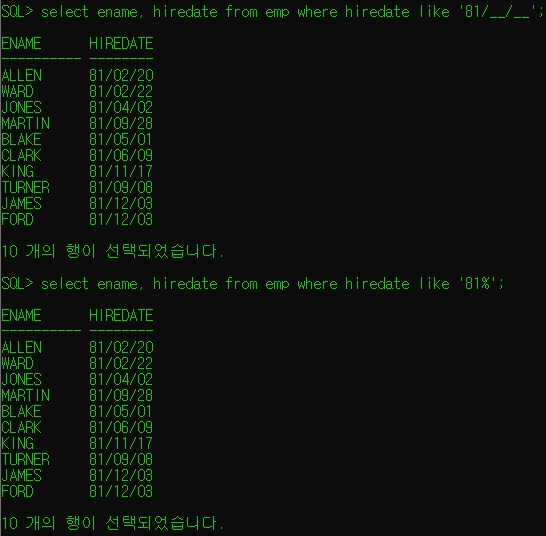 SQL> select ename, hiredate from emp where hiredate like '81/__/__';
ENAME      HIREDATE
---------- --------
ALLEN      81/02/20
WARD       81/02/22
JONES      81/04/02
MARTIN     81/09/28
BLAKE      81/05/01
CLARK      81/06/09
KING       81/11/17
TURNER     81/09/08
JAMES      81/12/03
FORD       81/12/03
10 개의 행이 선택되었습니다.
SQL> select ename, hiredate from emp where hiredate like '81%';
ENAME      HIREDATE
---------- --------
ALLEN      81/02/20
WARD       81/02/22
JONES      81/04/02
MARTIN     81/09/28
BLAKE      81/05/01
CLARK      81/06/09
KING       81/11/17
TURNER     81/09/08
JAMES      81/12/03
FORD       81/12/03
10 개의 행이 선택되었습니다.